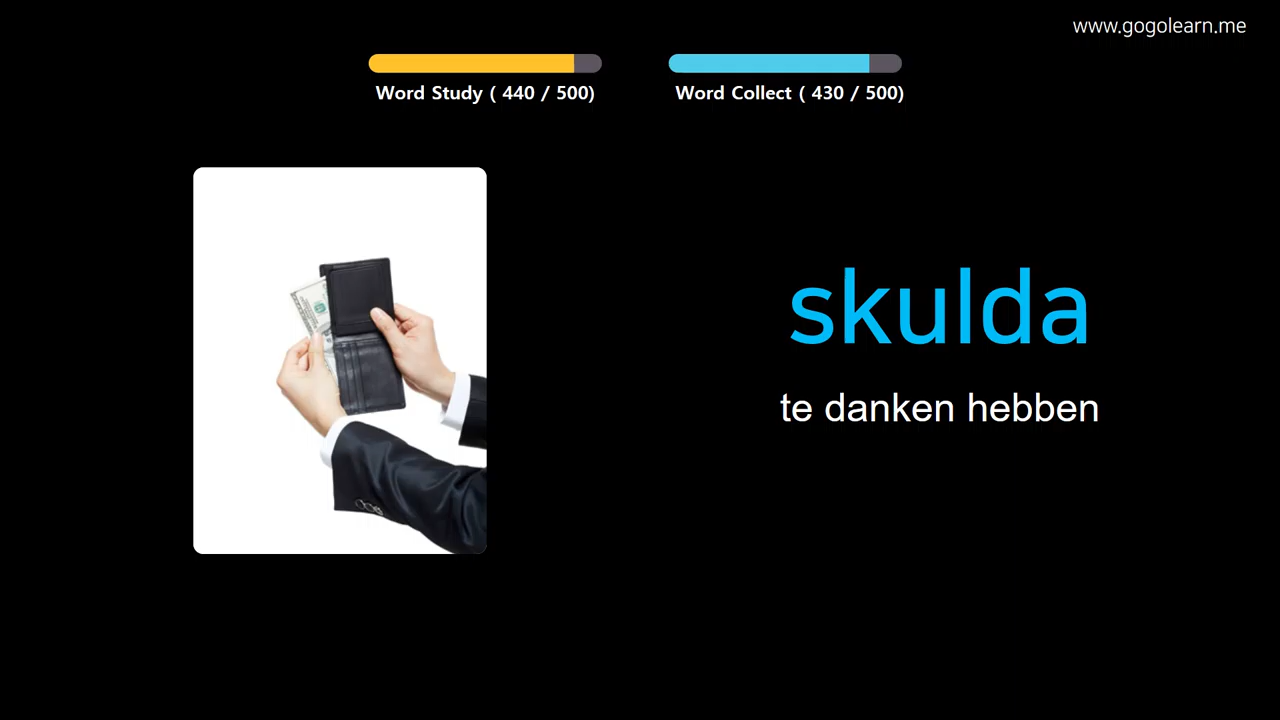 www.gogolearn.me
Word Study ( 440 / 500)
Word Collect ( 430 / 500)
skulda
te danken hebben